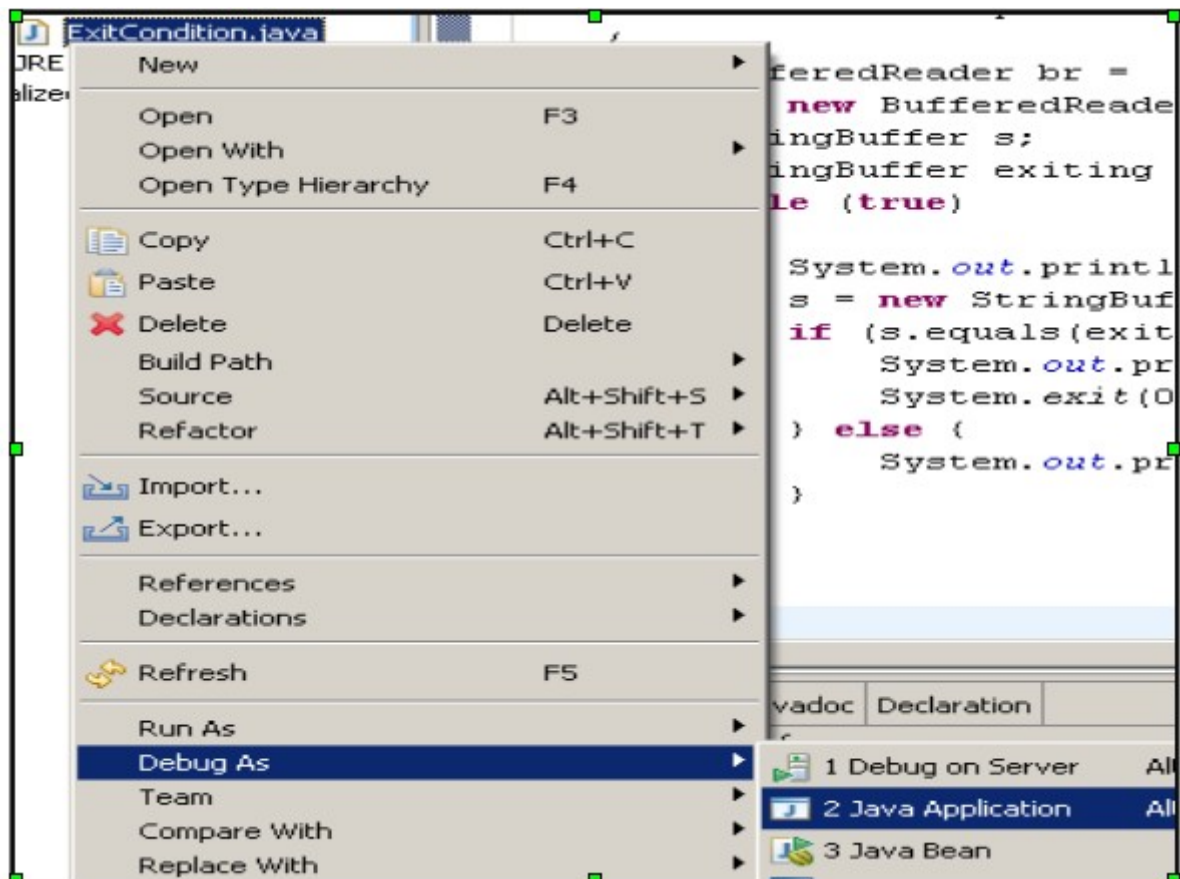 ExitCondition.java
JRE
alized
New
Open F3
Open With
Open Type Hierarchy F4
Copy Ctrl+C
Paste Ctrl+V
Delete Delete
Build Path
Source Alt+Shift+S
Refactor Alt+Shift+T
Import...
Export...
References
Declarations
Refresh F5
Run As
Debug As
Team
Compare With
Replace With
1 Debug on Server Al
2 Java Application Al
3 Java Bean
feredReader br =
new BufferedReade
ingBuffer s;
ingBuffer exiting
le (true)
System.out.printl
s = new StringBuf
if (s.equals(exit
System.out.pr
System.exit(0
} else {
System.out.pr
}
vadoc Declaration